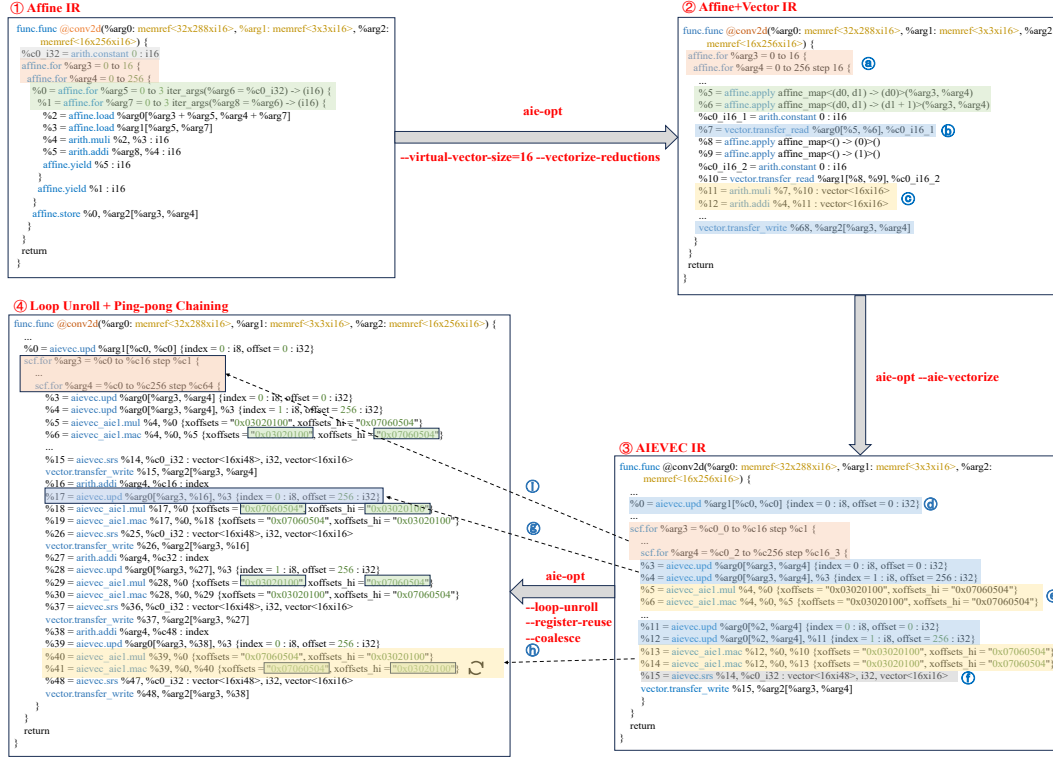 ① Affine IR
func.func @conv2d(%arg0: memref<32x288xi16>, %arg1: memref<3x3xi16>, %arg2:
memref<16x256xi16>) {
%c0_i32 = arith.constant 0 : i16
affine.for %arg3 = 0 to 16 {
affine.for %arg4 = 0 to 256 {
%0 = affine.for %arg5 = 0 to 3 iter_args(%arg6 = %c0_i32) -> (i16) {
%1 = affine.for %arg7 = 0 to 3 iter_args(%arg8 = %arg6) -> (i16) {
%2 = affine.load %arg0[%arg3 + %arg5, %arg4 + %arg7]
%3 = affine.load %arg1[%arg5, %arg7]
%4 = arith.muli %2, %3 : i16
%5 = arith.addi %arg8, %4 : i16
affine.yield %5 : i16
}
affine.yield %1 : i16
}
affine.store %0, %arg2[%arg3, %arg4]
}
}
return
}
aie-opt
--virtual-vector-size=16 --vectorize-reductions
② Affine+Vector IR
func.func @conv2d(%arg0: memref<32x288xi16>, %arg1: memref<3x3xi16>, %arg2
memref<16x256xi16>) {
affine.for %arg3 = 0 to 16 {
affine.for %arg4 = 0 to 256 step 16 {
ⓐ
...
%5 = affine.apply affine_map<(d0, d1) -> (d0)>(%arg3, %arg4)
%6 = affine.apply affine_map<(d0, d1) -> (d1 + 1)>(%arg3, %arg4)
%c0_i16_1 = arith.constant 0 : i16
%7 = vector.transfer_read %arg0[%5, %6], %c0_i16_1 ⓑ
%8 = affine.apply affine_map<() -> (0)>()
%9 = affine.apply affine_map<() -> (1)>()
%c0_i16_2 = arith.constant 0 : i16
%10 = vector.transfer_read %arg1[%8, %9], %c0_i16_2
%11 = arith.muli %7, %10 : vector<16xi16>
%12 = arith.addi %4, %11 : vector<16xi16>
ⓒ
...
vector.transfer_write %68, %arg2[%arg3, %arg4]
}
}
return
}
aie-opt --aie-vectorize
③ AIEVEC IR
func.func @conv2d(%arg0: memref<32x288xi16>, %arg1: memref<3x3xi16>, %arg2:
memref<16x256xi16>) {
...
%0 = aievec.upd %arg1[%c0, %c0] {index = 0 : i8, offset = 0 : i32} ⓓ
...
scf.for %arg3 = %c0_0 to %c16 step %c1 {
...
scf.for %arg4 = %c0_2 to %c256 step %c16_3 {
%3 = aievec.upd %arg0[%arg3, %arg4] {index = 0 : i8, offset = 0 : i32}
%4 = aievec.upd %arg0[%arg3, %arg4], %3 {index = 1 : i8, offset = 256 : i32}
%5 = aievec_aie1.mul %4, %0 {xoffsets = "0x03020100", xoffsets_hi = "0x07060504"}
%6 = aievec_aie1.mac %4, %0, %5 {xoffsets = "0x03020100", xoffsets_hi = "0x07060504"}
ⓔ
...
%11 = aievec.upd %arg0[%2, %arg4] {index = 0 : i8, offset = 0 : i32}
%12 = aievec.upd %arg0[%2, %arg4], %11 {index = 1 : i8, offset = 256 : i32}
%13 = aievec_aie1.mac %12, %0, %10 {xoffsets = "0x03020100", xoffsets_hi = "0x07060504"}
%14 = aievec_aie1.mac %12, %0, %13 {xoffsets = "0x03020100", xoffsets_hi = "0x07060504"}
%15 = aievec.srs %14, %c0_i32 : vector<16xi48>, i32, vector<16xi16> ⓕ
vector.transfer_write %15, %arg2[%arg3, %arg4]
}
}
return
}
aie-opt
--loop-unroll
--register-reuse
--coalesce
ⓘ
ⓖ
ⓗ
④ Loop Unroll + Ping-pong Chaining
func.func @conv2d(%arg0: memref<32x288xi16>, %arg1: memref<3x3xi16>, %arg2: memref<16x256xi16>) {
...
%0 = aievec.upd %arg1[%c0, %c0] {index = 0 : i8, offset = 0 : i32}
scf.for %arg3 = %c0 to %c16 step %c1 {
...
scf.for %arg4 = %c0 to %c256 step %c64 {
%3 = aievec.upd %arg0[%arg3, %arg4] {index = 0 : i8, offset = 0 : i32}
%4 = aievec.upd %arg0[%arg3, %arg4], %3 {index = 1 : i8, offset = 256 : i32}
%5 = aievec_aie1.mul %4, %0 {xoffsets = "0x03020100", xoffsets_hi = "0x07060504"}
%6 = aievec_aie1.mac %4, %0, %5 {xoffsets = "0x03020100", xoffsets_hi = "0x07060504"}
...
%15 = aievec.srs %14, %c0_i32 : vector<16xi48>, i32, vector<16xi16>
vector.transfer_write %15, %arg2[%arg3, %arg4]
%16 = arith.addi %arg4, %c16 : index
%17 = aievec.upd %arg0[%arg3, %16], %3 {index = 0 : i8, offset = 256 : i32}
%18 = aievec_aie1.mul %17, %0 {xoffsets = "0x07060504", xoffsets_hi = "0x03020100"}
%19 = aievec_aie1.mac %17, %0, %18 {xoffsets = "0x07060504", xoffsets_hi = "0x03020100"}
%26 = aievec.srs %25, %c0_i32 : vector<16xi48>, i32, vector<16xi16>
vector.transfer_write %26, %arg2[%arg3, %16]
%27 = arith.addi %arg4, %c32 : index
%28 = aievec.upd %arg0[%arg3, %27], %3 {index = 1 : i8, offset = 256 : i32}
%29 = aievec_aie1.mul %28, %0 {xoffsets = "0x03020100", xoffsets_hi = "0x07060504"}
%30 = aievec_aie1.mac %28, %0, %29 {xoffsets = "0x03020100", xoffsets_hi = "0x07060504"}
%37 = aievec.srs %36, %c0_i32 : vector<16xi48>, i32, vector<16xi16>
vector.transfer_write %37, %arg2[%arg3, %27]
%38 = arith.addi %arg4, %c48 : index
%39 = aievec.upd %arg0[%arg3, %38], %3 {index = 0 : i8, offset = 256 : i32}
%40 = aievec_aie1.mul %39, %0 {xoffsets = "0x07060504", xoffsets_hi = "0x03020100"}
%41 = aievec_aie1.mac %39, %0, %40 {xoffsets = "0x07060504", xoffsets_hi = "0x03020100"}
%48 = aievec.srs %47, %c0_i32 : vector<16xi48>, i32, vector<16xi16>
vector.transfer_write %48, %arg2[%arg3, %38]
}
}
return
}